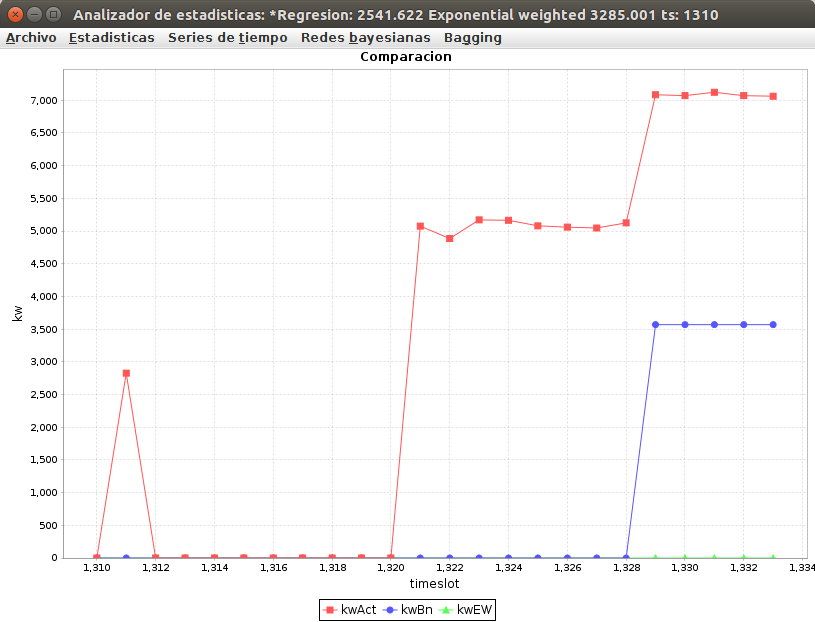 Analizador de estadisticas: *Regresion: 2541.622 Exponential weighted 3285.001 ts: 1310
Archivo Estadisticas Series de tiempo Redes bayesianas Bagging
Comparacion
7,000
6,500
6,000
5,500
5,000
4,500
4,000
3,500
3,000
2,500
2,000
1,500
1,000
500
0
kw
1,310 1,312 1,314 1,316 1,318 1,320 1,322 1,324 1,326 1,328 1,330 1,332 1,334
timeslot
kwAct kwBn kwEW